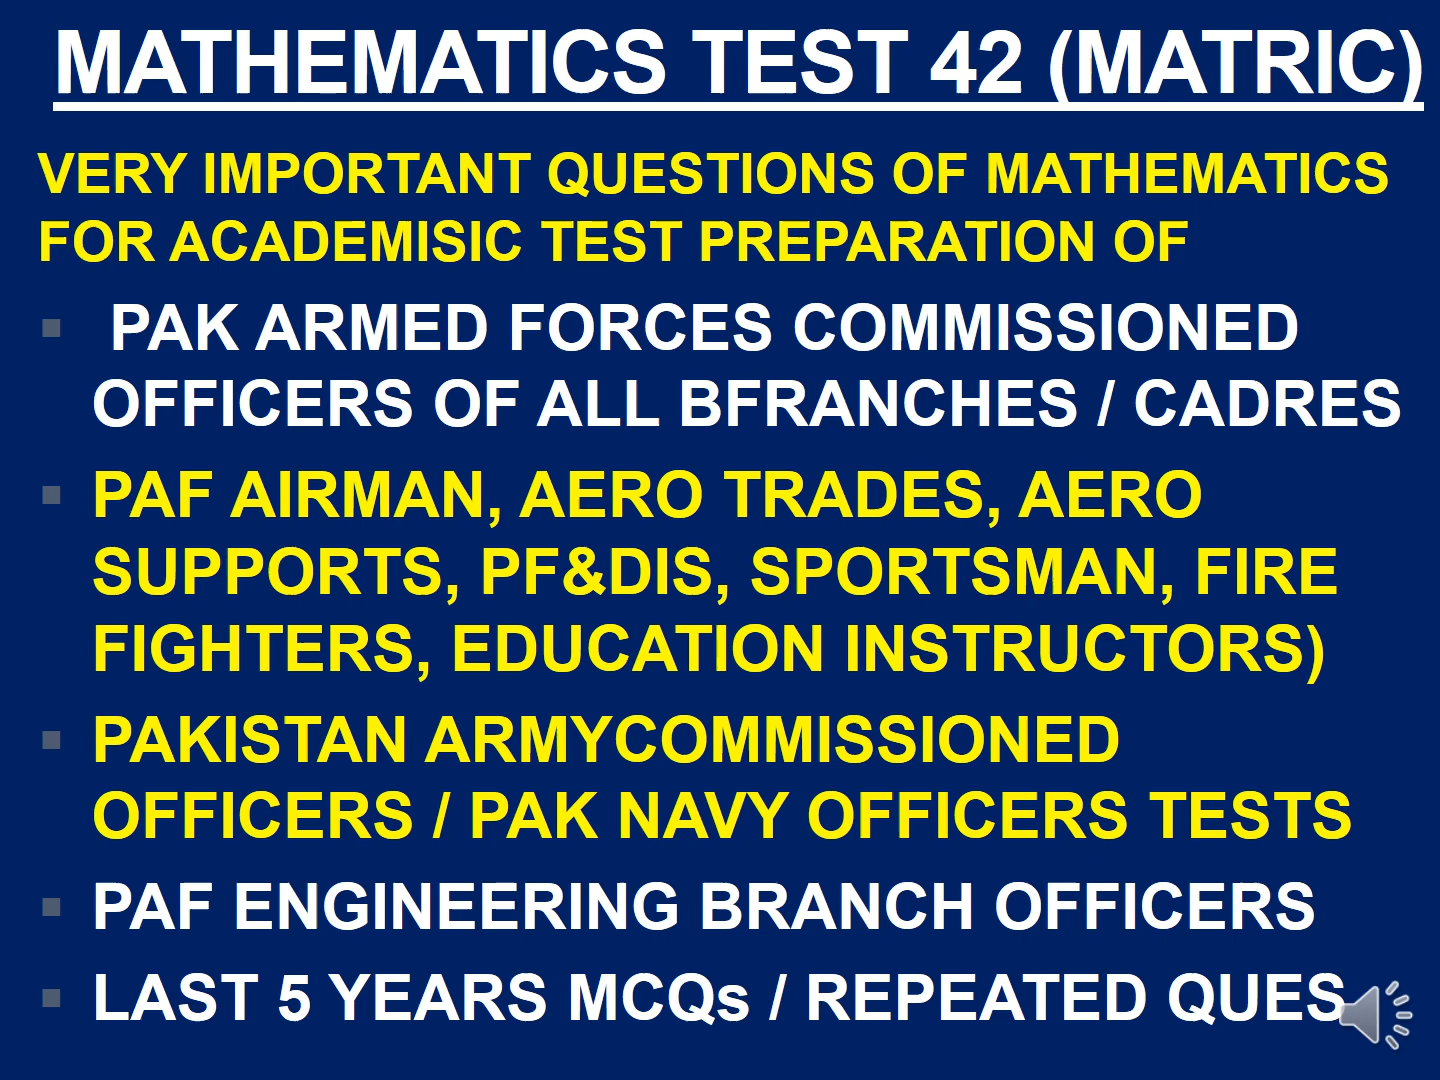 MATHEMATICS TEST 42 (MATRIC)
VERY IMPORTANT QUESTIONS OF MATHEMATICS
FOR ACADEMISIC TEST PREPARATION OF
PAK ARMED FORCES COMMISSIONED
OFFICERS OF ALL BFRANCHES / CADRES
PAF AIRMAN, AERO TRADES, AERO
SUPPORTS, PF&DIS, SPORTSMAN, FIRE
FIGHTERS, EDUCATION INSTRUCTORS)
PAKISTAN ARMYCOMMISSIONED
OFFICERS / PAK NAVY OFFICERS TESTS
PAF ENGINEERING BRANCH OFFICERS
LAST 5 YEARS MCQs / REPEATED QUES